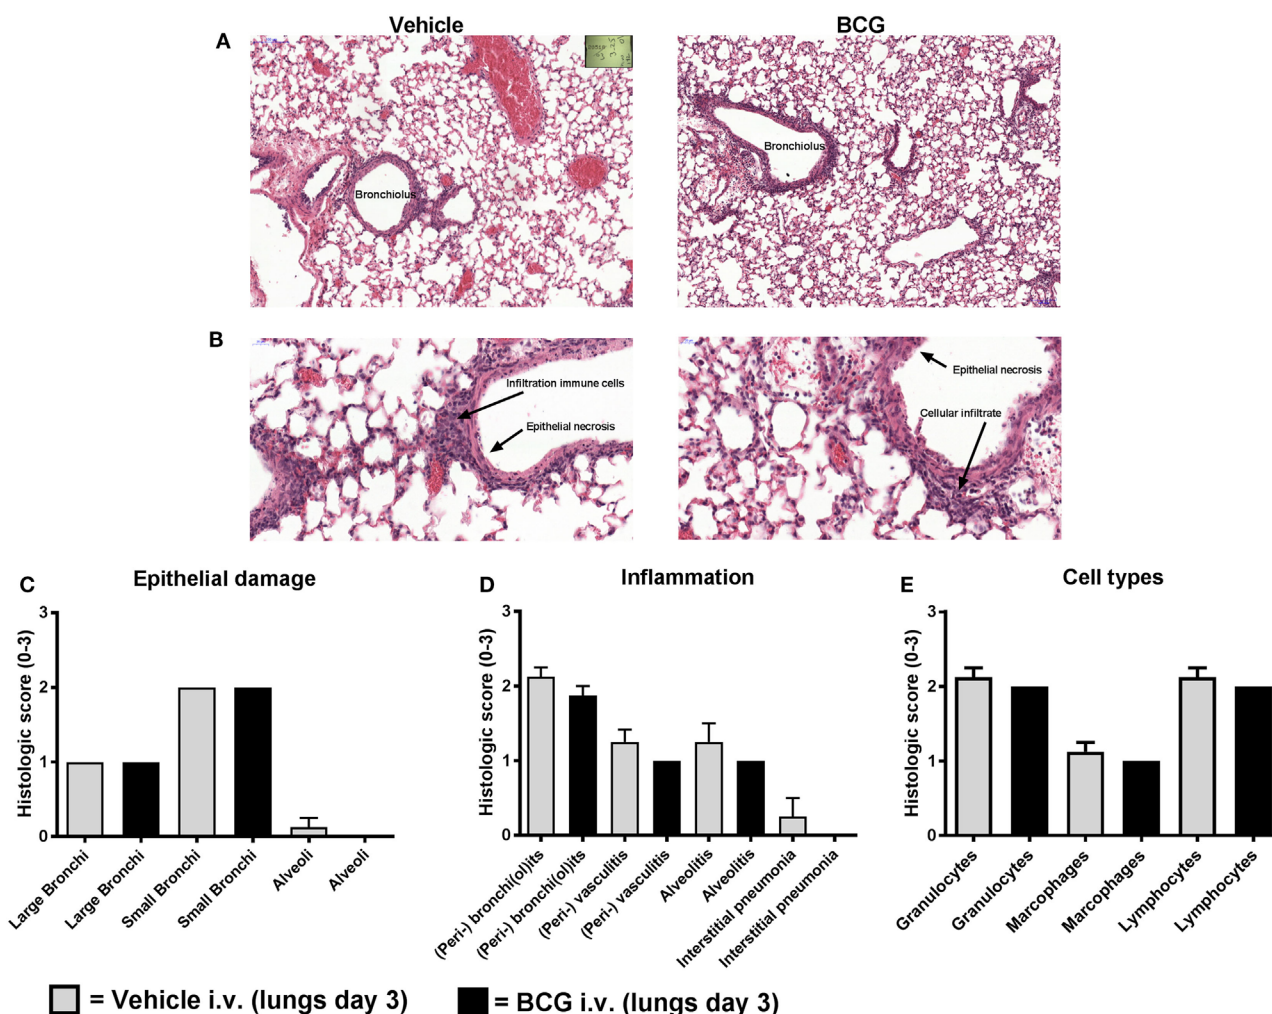 Vehicle
BCG
A
Bronchiolus
Bronchiolus
B
Infiltration immune cells
Epithelial necrosis
Epithelial necrosis
Cellular infiltrate
C
Epithelial damage
Histologic score (0-3)
3
2
1
0
Large Bronchi
Large Bronchi
Small Bronchi
Small Bronchi
Alveoli
Alveoli
D
Inflammation
Histologic score (0-3)
3
2
1
0
(Peri-) bronchi(ol)its
(Peri-) bronchi(ol)its
(Peri-) vasculitis
(Peri-) vasculitis
Alveolitis
Alveolitis
Interstitial pneumonia
Interstitial pneumonia
E
Cell types
Histologic score (0-3)
3
2
1
0
Granulocytes
Granulocytes
Marcophages
Marcophages
Lymphocytes
Lymphocytes
= Vehicle i.v. (lungs day 3)
= BCG i.v. (lungs day 3)